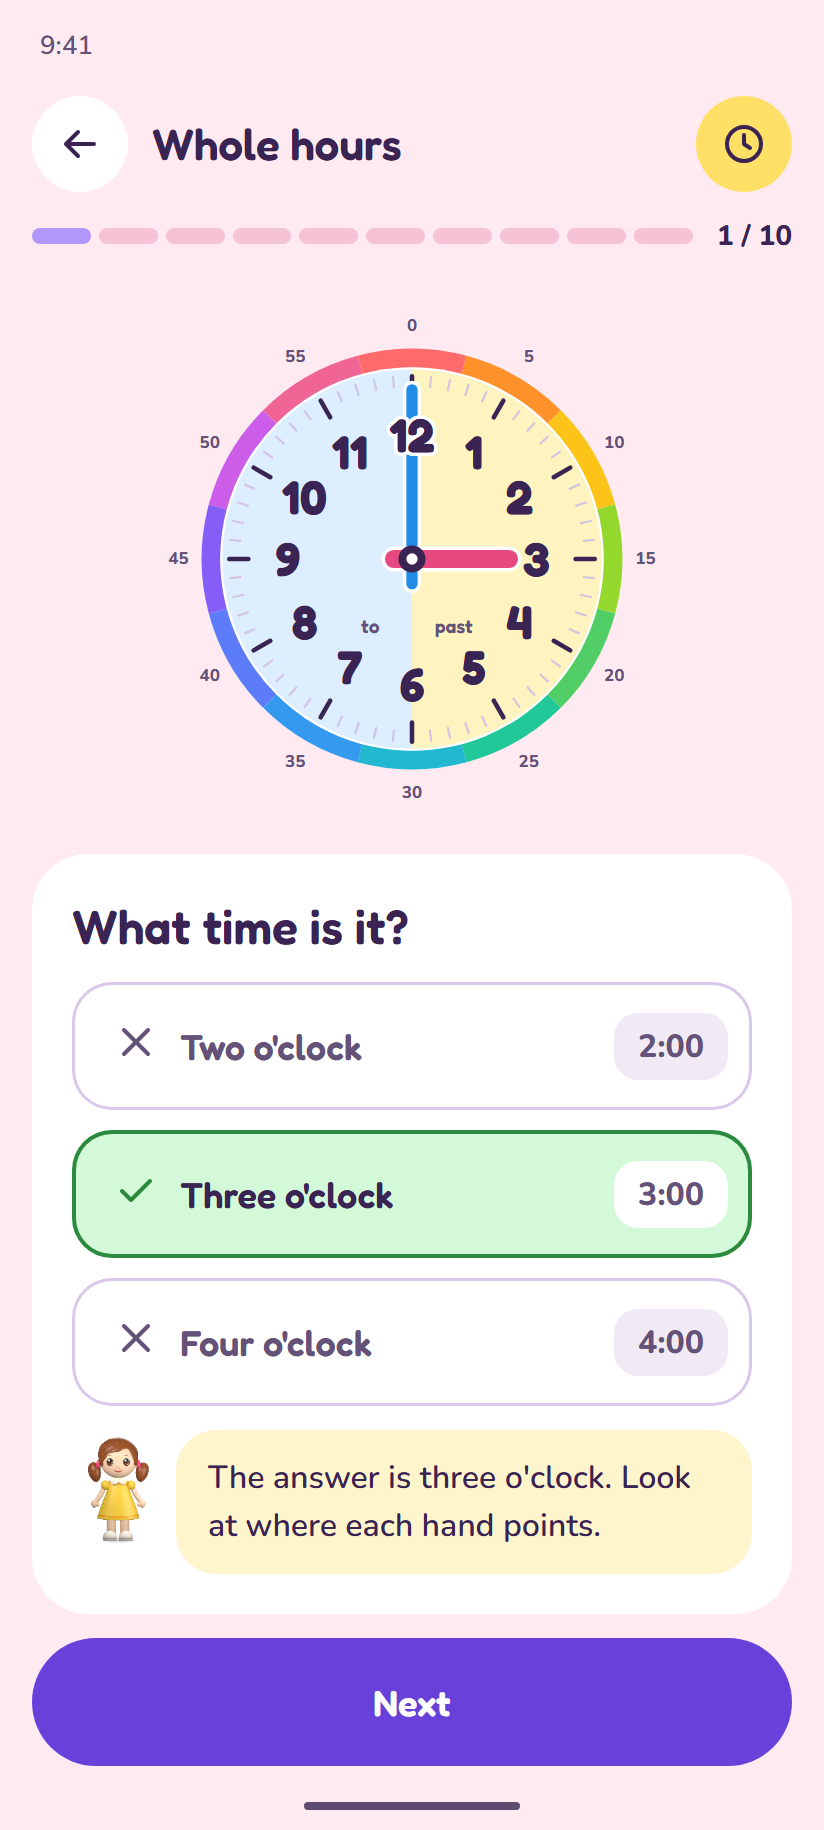 9:41
Whole hours
1 / 10
0
55
5
50
10
45
15
40
20
35
25
30
12
11
1
10
2
9
3
8
4
7
5
6
to
past
What time is it?
Two o'clock
2:00
Three o'clock
3:00
Four o'clock
4:00
The answer is three o'clock. Look
at where each hand points.
Next